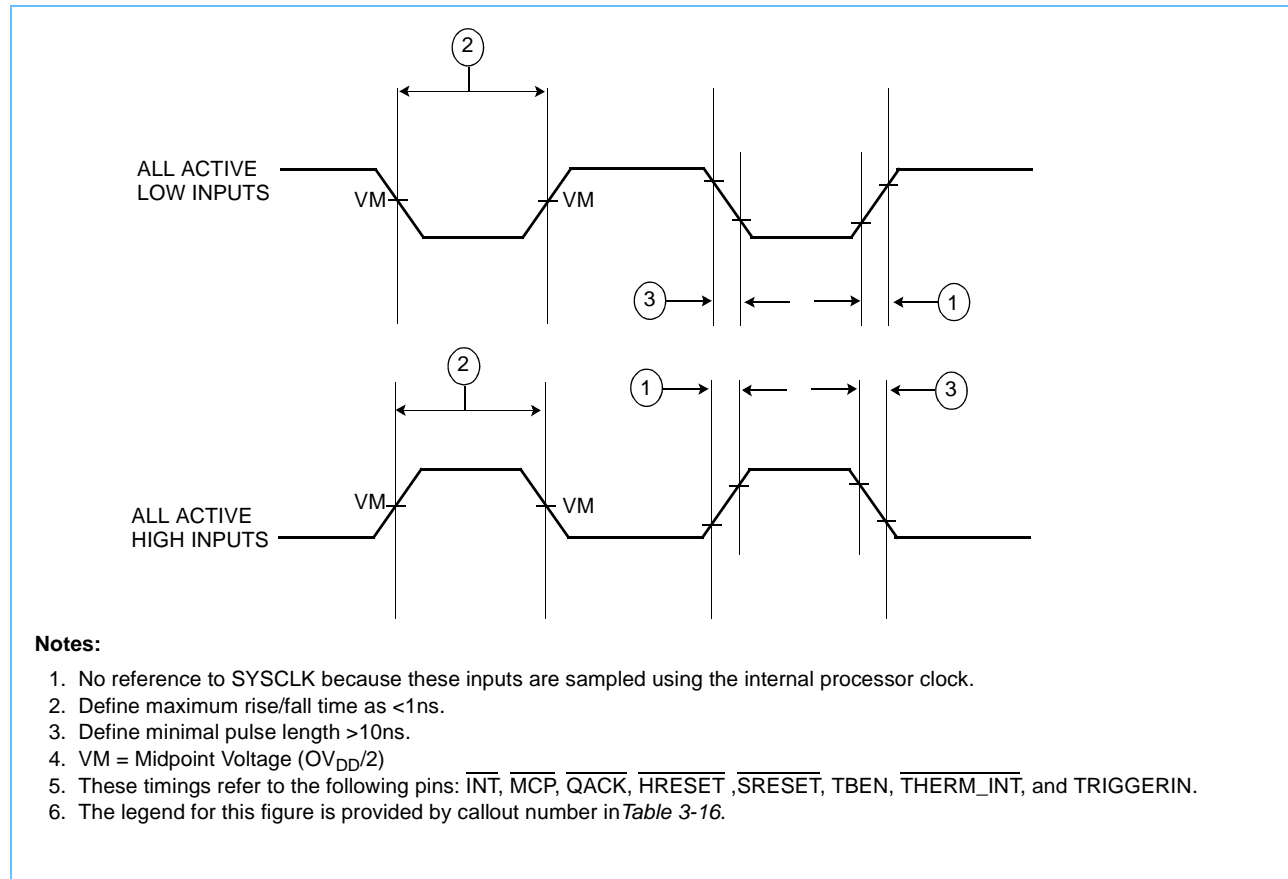 2
ALL ACTIVE
LOW INPUTS
VM
VM
3
1
2
1
3
VM
VM
ALL ACTIVE
HIGH INPUTS
Notes:
1. No reference to SYSCLK because these inputs are sampled using the internal processor clock.
2. Define maximum rise/fall time as <1ns.
3. Define minimal pulse length >10ns.
4. VM = Midpoint Voltage (OVDD/2)
5. These timings refer to the following pins: INT, MCP, QACK, HRESET ,SRESET, TBEN, THERM_INT, and TRIGGERIN.
6. The legend for this figure is provided by callout number inTable 3-16.